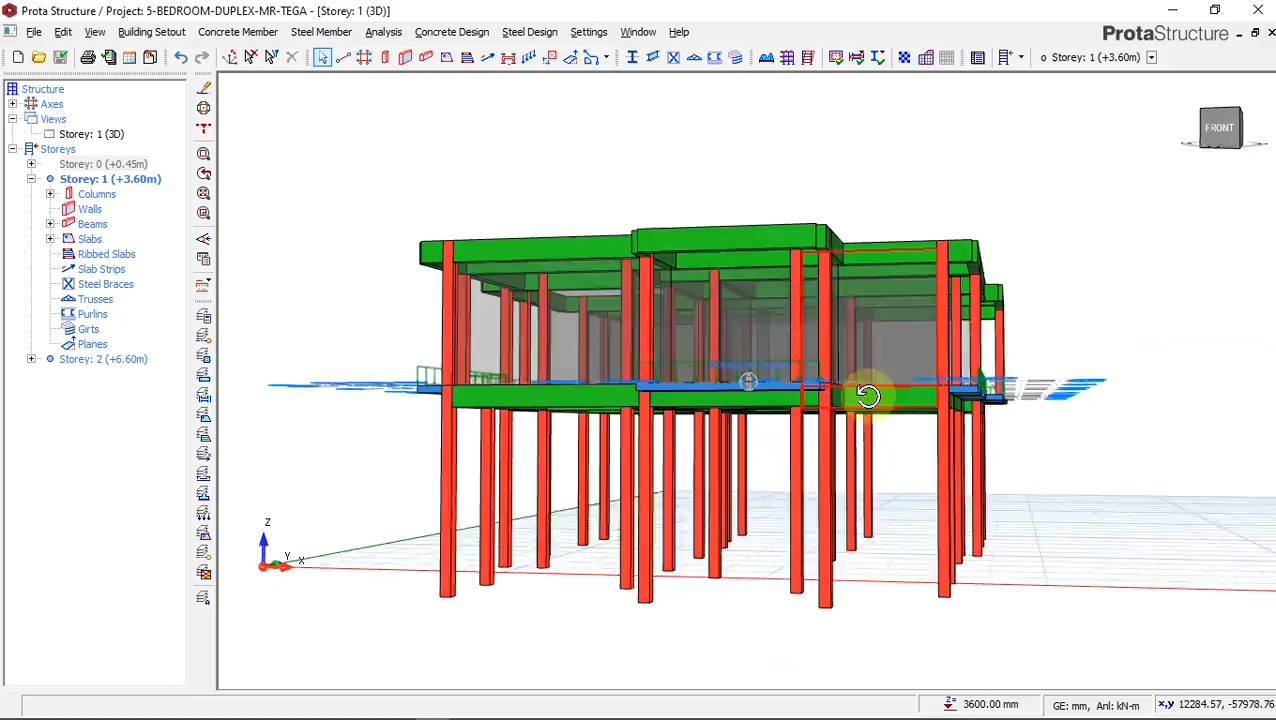 Prota Structure / Project: 5-BEDROOM-DUPLEX-MR-TEGA - [Storey: 1 (3D)]
File Edit View Building Setout Concrete Member Steel Member Analysis Concrete Design Steel Design Settings Window Help
ProtaStructure
Storey: 1 (+3.60m)
Structure
Axes
Views
Storey: 1 (3D)
Storeys
Storey: 0 (+0.45m)
Storey: 1 (+3.60m)
Columns
Walls
Beams
Slabs
Ribbed Slabs
Slab Strips
Steel Braces
Trusses
Purlins
Girts
Planes
Storey: 2 (+6.60m)
FRONT
Z
Y
X
Z=
3600.00 mm
GE: mm, Anl: kN-m
x,y 12284.57, -57978.76